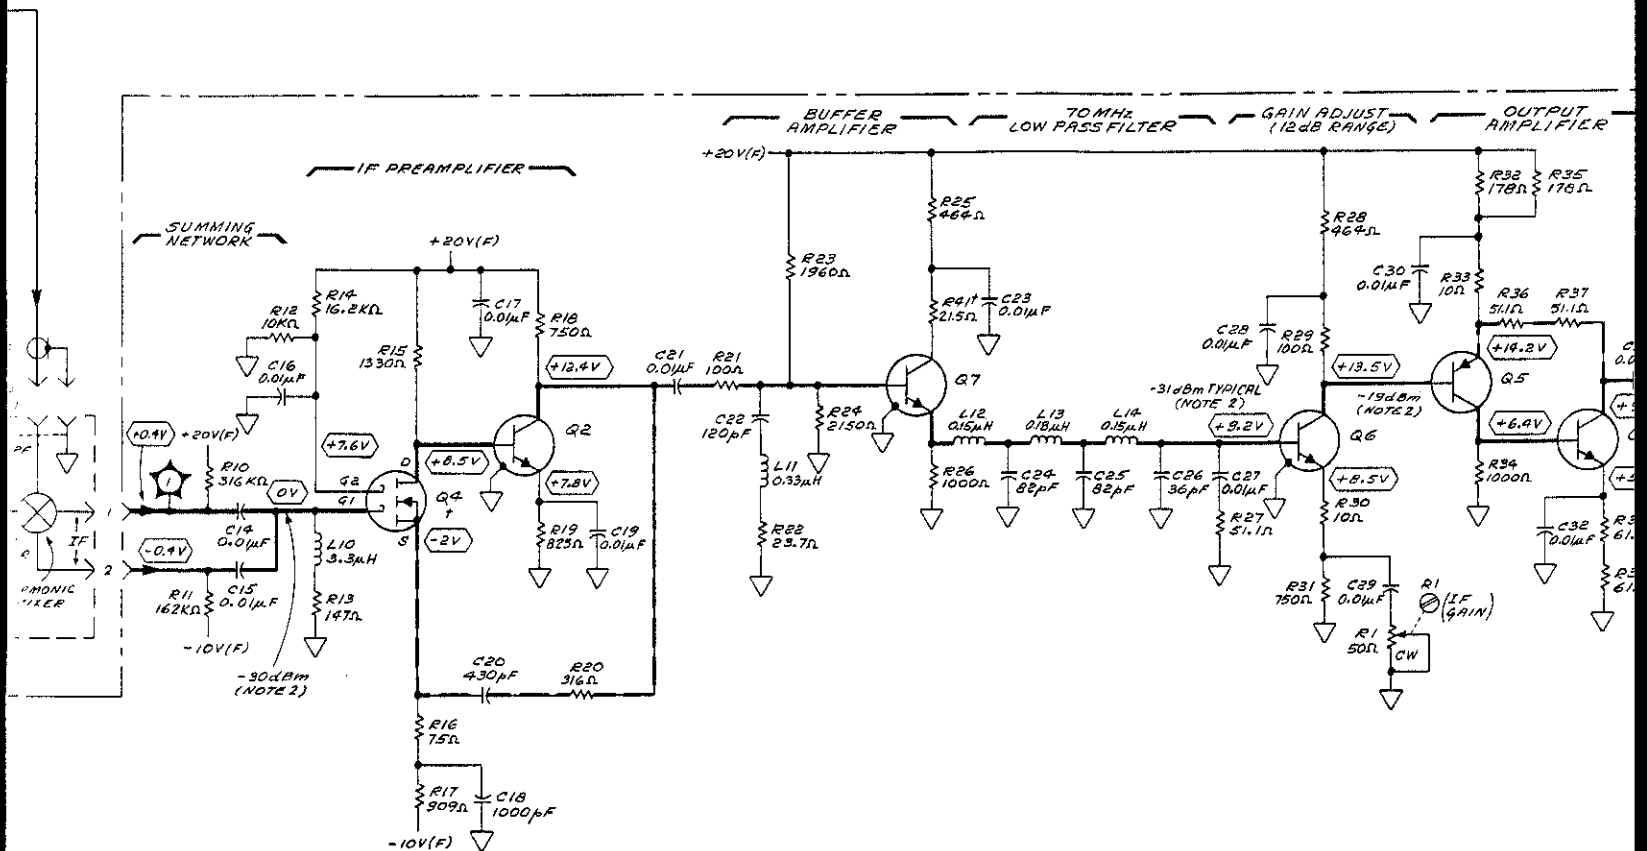 BUFFER
AMPLIFIER
70MHz
LOW PASS FILTER
GAIN ADJUST
(12dB RANGE)
OUTPUT
AMPLIFIER
IF PREAMPLIFIER
SUMMING
NETWORK
+20V(F)
+20V(F)
R25
464Ω
R28
464Ω
R32
178Ω
R35
178Ω
R23
1960Ω
C30
0.01µF
R33
10Ω
R36
51.1Ω
R37
51.1Ω
R14
16.2KΩ
R12
10KΩ
C17
0.01µF
R18
750Ω
R41†
21.5Ω
C23
0.01µF
R15
1330Ω
C28
0.01µF
R29
100Ω
+14.2V
C16
0.01µF
+12.4V
C21
0.01µF
R21
100Ω
Q7
-31dBm TYPICAL
(NOTE 2)
+13.5V
Q5
-19dBm
(NOTE 2)
C22
120pF
R24
2150Ω
L12
0.15µH
L13
0.18µH
L14
0.15µH
+9.2V
Q6
+6.4V
+0.4V
+20V(F)
+7.6V
D
+8.5V
Q2
R10
316KΩ
1
0V
G2
G1
Q4
†
+7.8V
L11
0.33µH
R26
1000Ω
C24
82pF
C25
82pF
C26
36pF
C27
0.01µF
+8.5V
R34
1000Ω
R30
10Ω
R27
51.1Ω
C32
0.01µF
1
C14
0.01µF
S
-2V
R19
825Ω
C19
0.01µF
R22
23.7Ω
IF
-0.4V
L10
3.3µH
2
R11
162KΩ
C15
0.01µF
R13
147Ω
R31
750Ω
C29
0.01µF
R1
(IF
GAIN)
-10V(F)
R1
50Ω
CW
-30dBm
(NOTE 2)
C20
430pF
R20
316Ω
R16
75Ω
R17
909Ω
C18
1000pF
-10V(F)